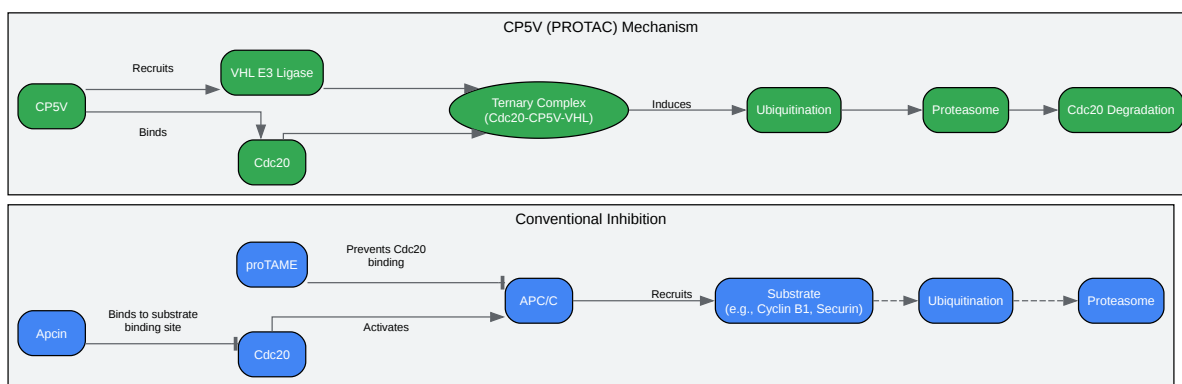 CP5V (PROTAC) Mechanism
Recruits
VHL E3 Ligase
CP5V
Binds
Cdc20
Ternary Complex
(Cdc20-CP5V-VHL)
Induces
Ubiquitination
Proteasome
Cdc20 Degradation
Conventional Inhibition
proTAME
Prevents Cdc20
binding
Apcin
Binds to substrate
binding site
Cdc20
Activates
APC/C
Recruits
Substrate
(e.g., Cyclin B1, Securin)
Ubiquitination
Proteasome